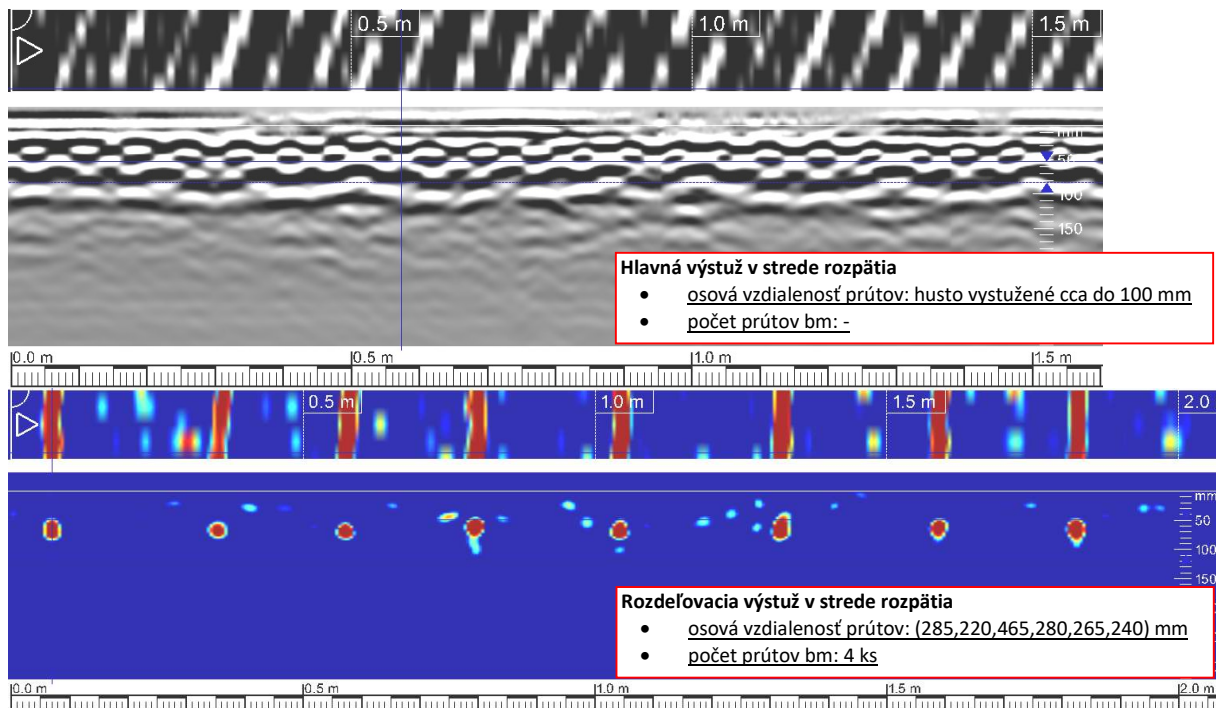 0.5 m 1.0 m 1.5 m
mm
50
100
150
Hlavná výstuž v strede rozpätia
• osová vzdialenosť prútov: husto vystužené cca do 100 mm
• počet prútov bm: -
0.0 m 0.5 m 1.0 m 1.5 m
0.5 m 1.0 m 1.5 m 2.0
mm
50
100
150
Rozdeľovacia výstuž v strede rozpätia
• osová vzdialenosť prútov: (285,220,465,280,265,240) mm
• počet prútov bm: 4 ks
0.0 m 0.5 m 1.0 m 1.5 m 2.0 m